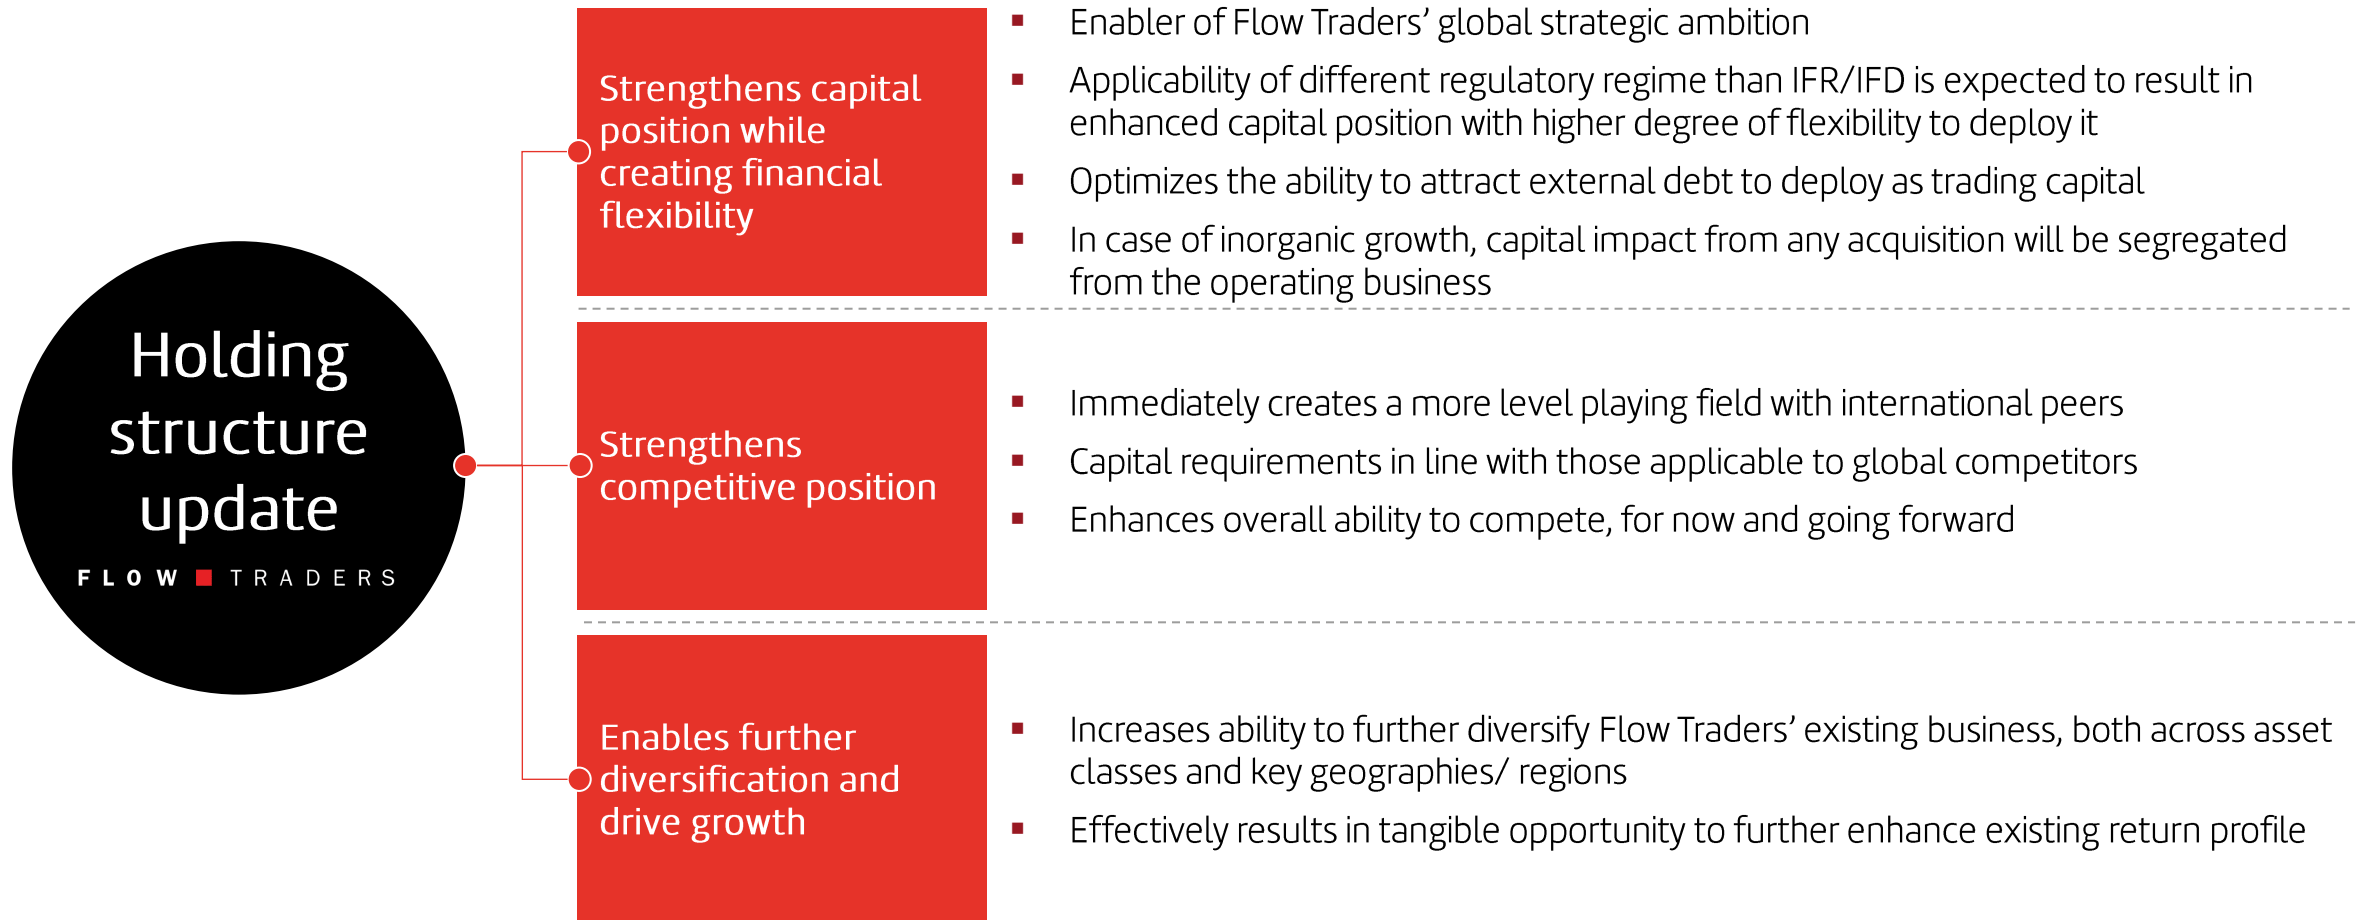 Holding
structure
update
FLOW TRADERS
Strengthens capital
position while
creating financial
flexibility
▪ Enabler of Flow Traders’ global strategic ambition
▪ Applicability of different regulatory regime than IFR/IFD is expected to result in
enhanced capital position with higher degree of flexibility to deploy it
▪ Optimizes the ability to attract external debt to deploy as trading capital
▪ In case of inorganic growth, capital impact from any acquisition will be segregated
from the operating business
Strengthens
competitive position
▪ Immediately creates a more level playing field with international peers
▪ Capital requirements in line with those applicable to global competitors
▪ Enhances overall ability to compete, for now and going forward
Enables further
diversification and
drive growth
▪ Increases ability to further diversify Flow Traders’ existing business, both across asset
classes and key geographies/ regions
▪ Effectively results in tangible opportunity to further enhance existing return profile